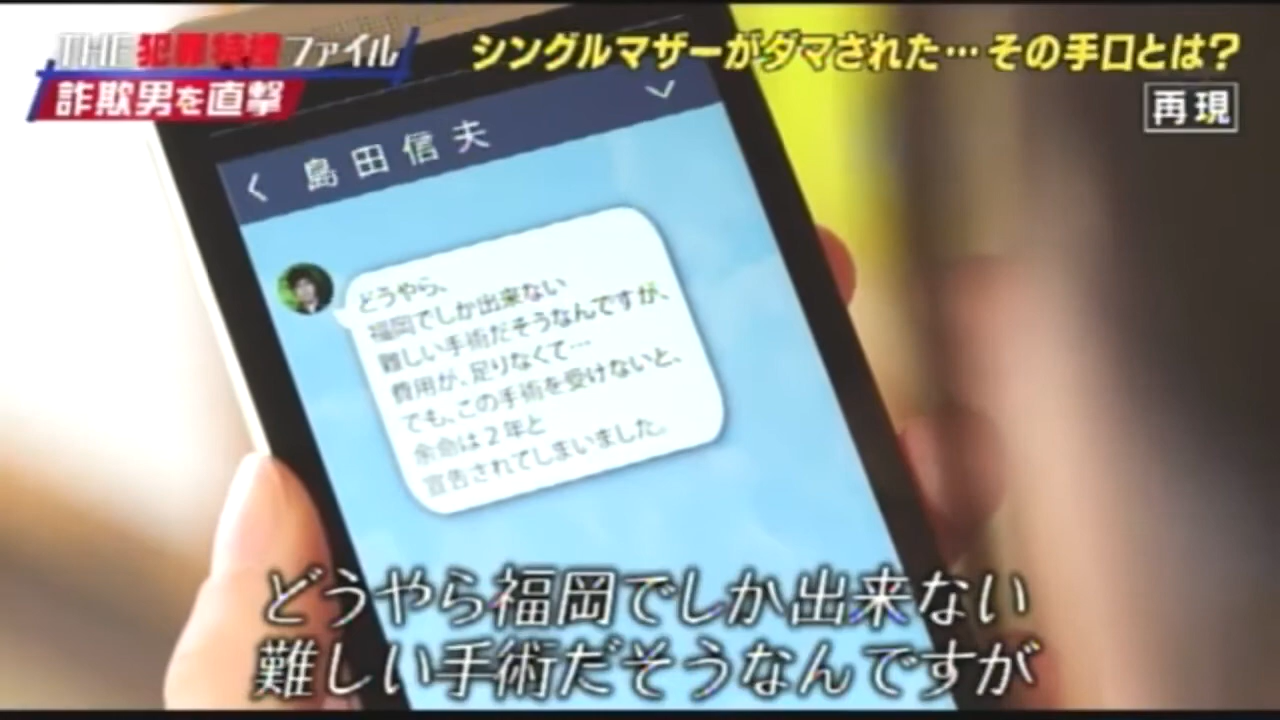 THE 犯罪特捜ファイル
詐欺男を直撃
シングルマザーがダマされた…その手口とは?
再現
島田信夫
どうやら、
福岡でしか出来ない
難しい手術だそうなんですが、
費用が、足りなくて…
でも、この手術を受けないと、
余命は2年と
宣告されてしまいました。
どうやら福岡でしか出来ない
難しい手術だそうなんですが